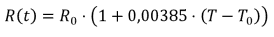 R(t) = R₀ · (1 + 0,00385 · (T − T₀))